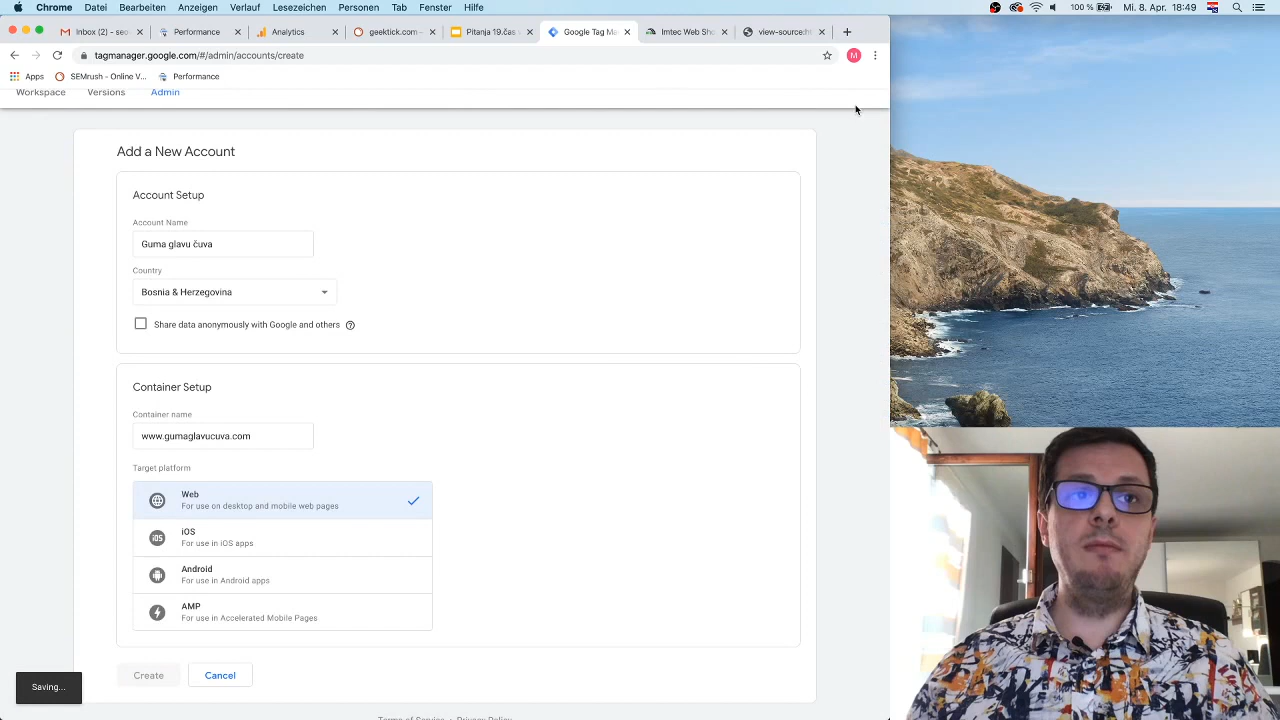 Chrome Datei Bearbeiten Anzeigen Verlauf Lesezeichen Personen Tab Fenster Hilfe 100 % Mi. 8. Apr. 18:49
Inbox (2) - seo Performance Analytics geektick.com - Pitanja 19.čas Google Tag Ma Imtec Web Sho view-source:ht
tagmanager.google.com/#/admin/accounts/create M
Apps SEMrush - Online V... Performance
Workspace Versions Admin
Add a New Account
Account Setup
Account Name
Guma glavu čuva
Country
Bosnia & Herzegovina
Share data anonymously with Google and others ?
Container Setup
Container name
www.gumaglavucuva.com
Target platform
Web
For use on desktop and mobile web pages
iOS
iOS
For use in iOS apps
Android
For use in Android apps
AMP
For use in Accelerated Mobile Pages
Create Cancel
Saving...
Terms of Service • Privacy Policy